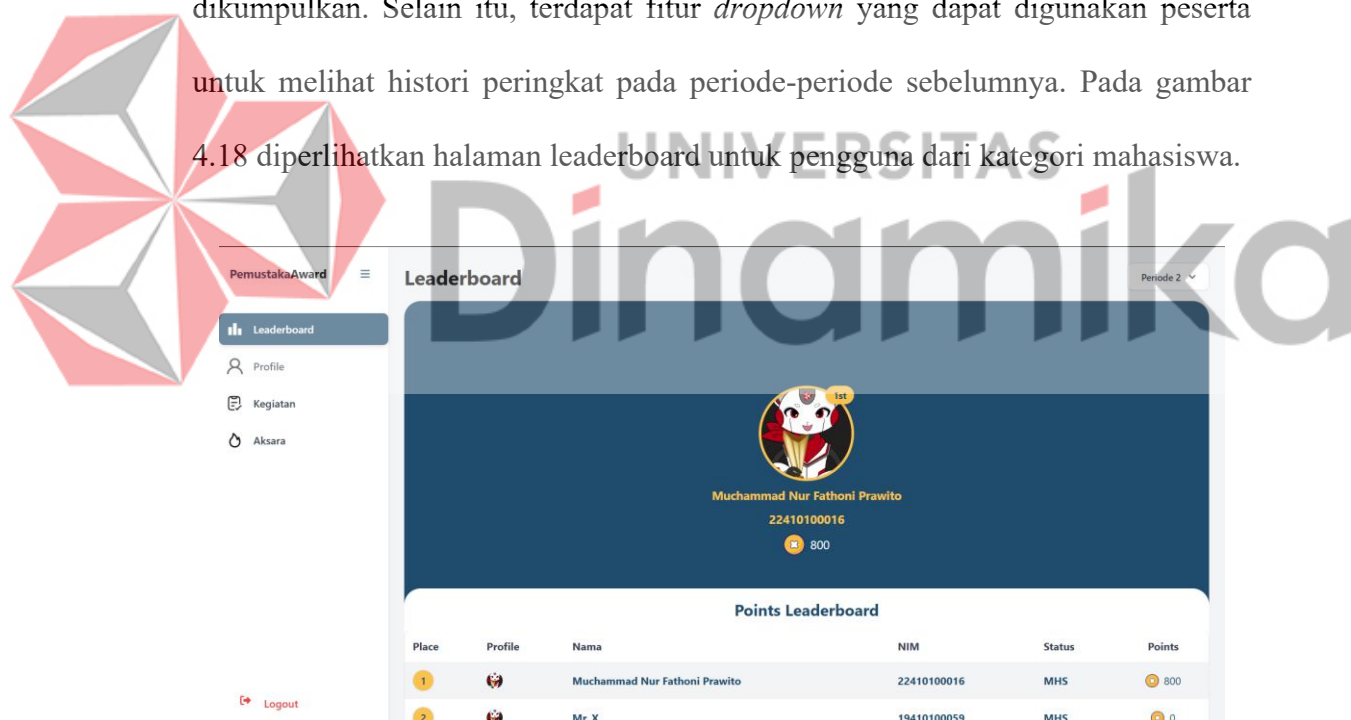 dikumpulkan. Selain itu, terdapat fitur dropdown yang dapat digunakan peserta
untuk melihat histori peringkat pada periode-periode sebelumnya. Pada gambar
4.18 diperlihatkan halaman leaderboard untuk pengguna dari kategori mahasiswa.
UNIVERSITAS
Dinamika
PemustakaAward
Leaderboard
Periode 2
Leaderboard
Profile
Kegiatan
Aksara
Logout
1st
Muchammad Nur Fathoni Prawito
22410100016
800
Points Leaderboard
Place Profile Nama NIM Status Points
1 Muchammad Nur Fathoni Prawito 22410100016 MHS 800
2 Mr. X 19410100059 MHS 0